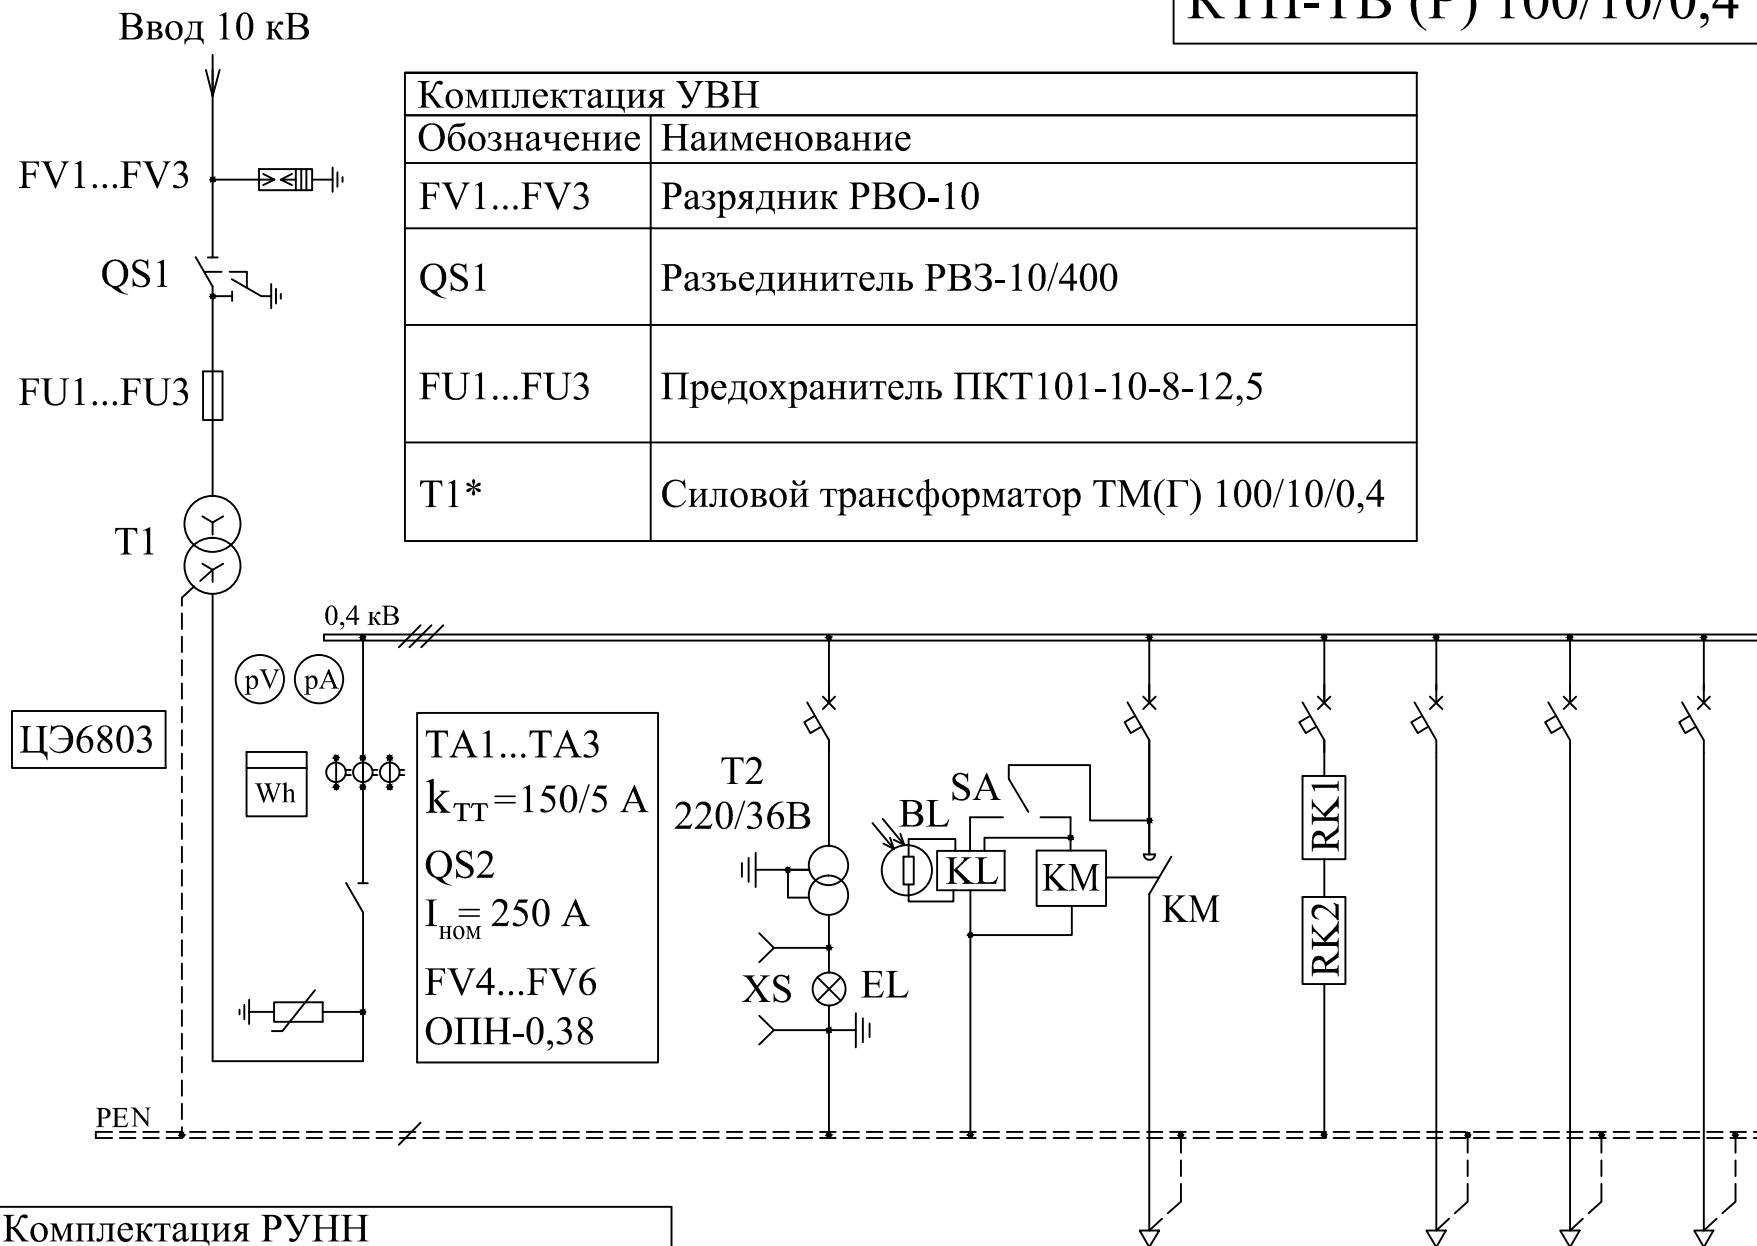 КТП-ТВ (Р) 100/10/0,4
Ввод 10 кВ
Комплектация УВН
Обозначение Наименование
FV1...FV3
FV1...FV3 Разрядник РВО-10
QS1
QS1 Разъединитель РВЗ-10/400
FU1...FU3
FU1...FU3 Предохранитель ПКТ101-10-8-12,5
T1
T1* Силовой трансформатор ТМ(Г) 100/10/0,4
0,4 кВ
pV pA
ЦЭ6803
Wh
TA1...TA3
kТТ=150/5 А
QS2
Iном= 250 А
FV4...FV6
ОПН-0,38
T2
220/36В
XS EL
BL
SA
KL
KM
KM
RK1
RK2
PEN
Комплектация РУНН